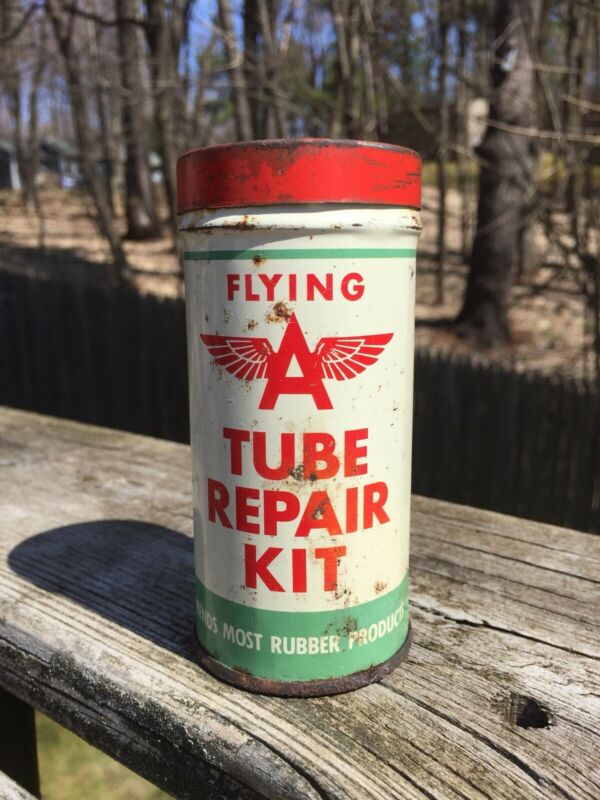 FLYING
A
TUBE
REPAIR
KIT
MENDS MOST RUBBER PRODUCTS